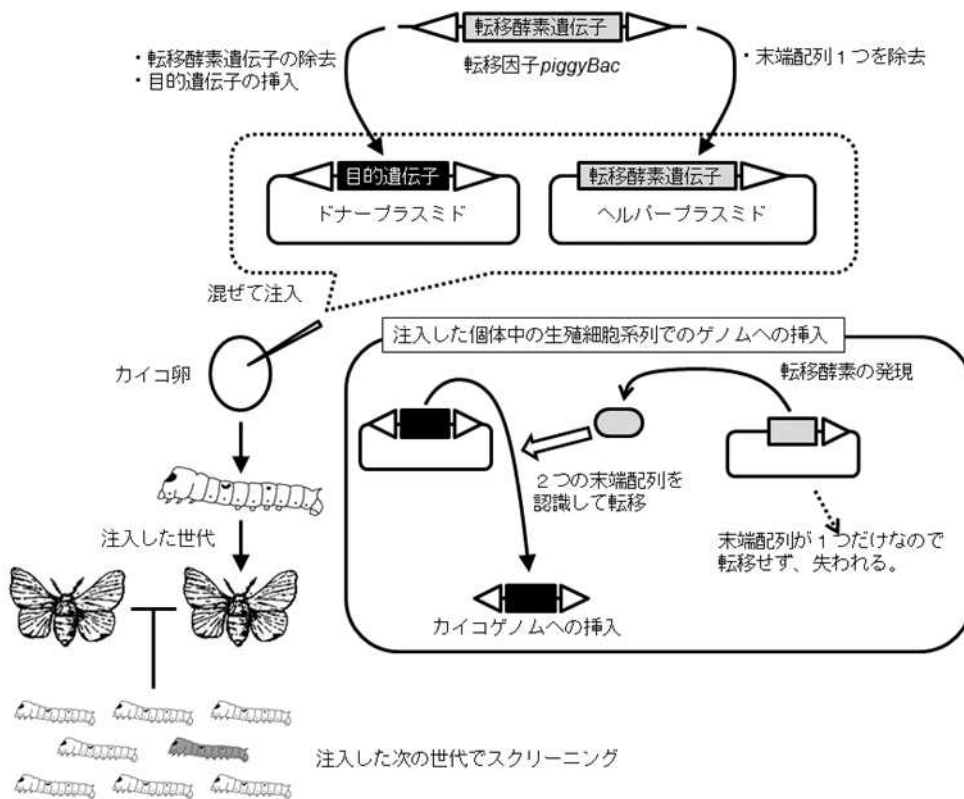 転移酵素遺伝子
転移因子piggyBac
・転移酵素遺伝子の除去
・目的遺伝子の挿入
・末端配列1つを除去
目的遺伝子
ドナープラスミド
転移酵素遺伝子
ヘルパープラスミド
混ぜて注入
カイコ卵
注入した世代
注入した個体中の生殖細胞系列でのゲノムへの挿入
転移酵素の発現
2つの末端配列を
認識して転移
末端配列が1つだけなので
転移せず、失われる。
カイコゲノムへの挿入
注入した次の世代でスクリーニング